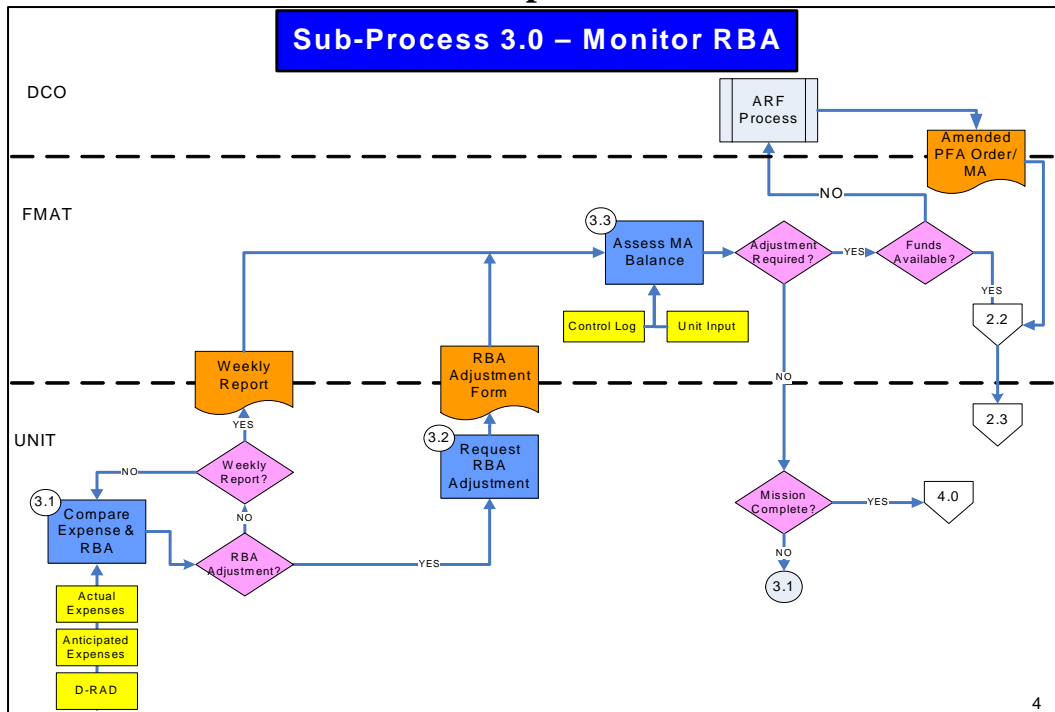 Sub-Process 3.0 – Monitor RBA
DCO
ARF
Process
Amended
PFA Order/
MA
FMAT
NO
3.3
Assess MA
Balance
Adjustment
Required?
YES
Funds
Available?
YES
Control Log
Unit Input
2.2
Weekly
Report
RBA
Adjustment
Form
NO
2.3
UNIT
YES
3.2
Request
RBA
Adjustment
Weekly
Report?
NO
3.1
Compare
Expense &
RBA
NO
RBA
Adjustment?
YES
Mission
Complete?
YES
4.0
NO
3.1
Actual
Expenses
Anticipated
Expenses
D-RAD
4